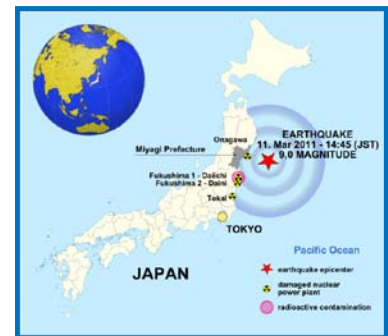 Onagawa
EARTHQUAKE
11. Mar 2011 - 14:45 (JST)
9.0 MAGNITUDE
Miyagi Prefecture
Fukushima 1 - Daiichi
Fukushima 2 - Daini
Tokai
TOKYO
JAPAN
Pacific Ocean
earthquake epicenter
damaged nuclear
power plant
radioactive contamination